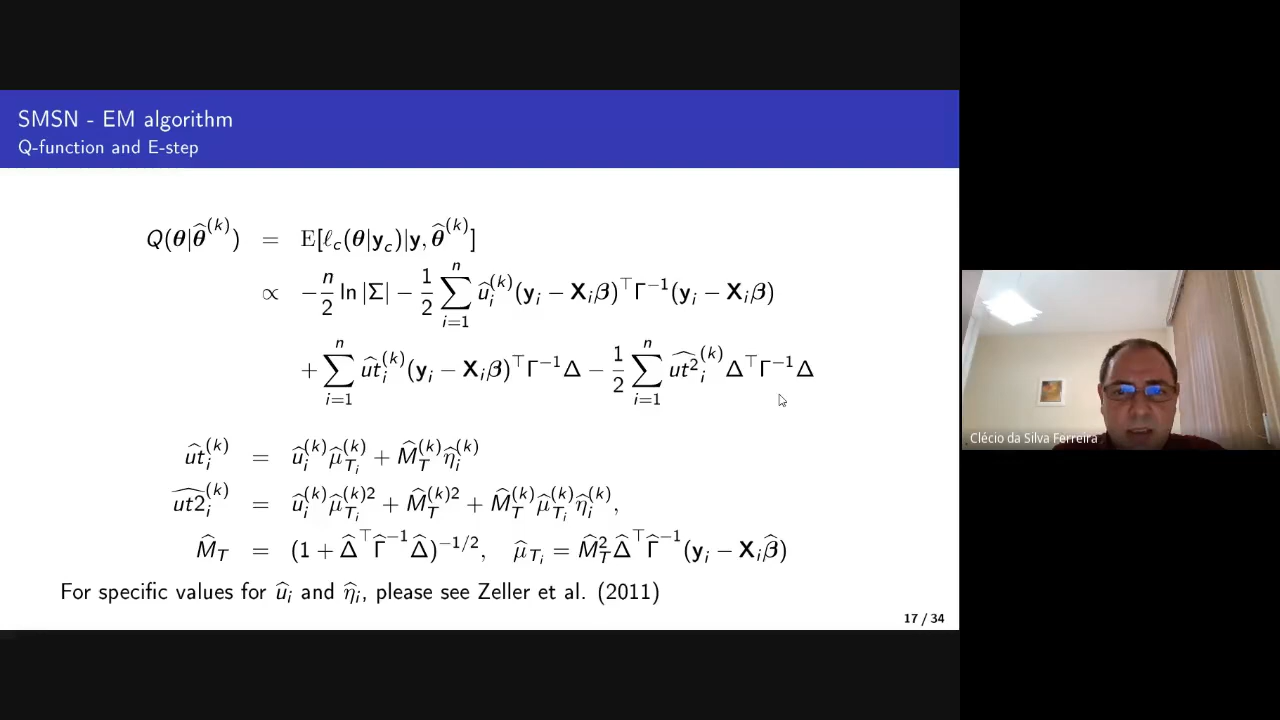 SMSN - EM algorithm
Q-function and E-step
Q(θ|θ̂^(k)) = E[ℓ_c(θ|y_c)|y, θ̂^(k)]
∝ −n/2 ln |Σ| − 1/2 ∑_{i=1}^{n} û_i^(k) (y_i − X_iβ)^⊤ Γ^−1 (y_i − X_iβ)
+ ∑_{i=1}^{n} ût_i^(k) (y_i − X_iβ)^⊤ Γ^−1 Δ − 1/2 ∑_{i=1}^{n} ût²_i^(k) Δ^⊤ Γ^−1 Δ
ût_i^(k) = û_i^(k) μ̂_{T_i}^(k) + M̂_T^(k) η̂_i^(k)
ût2_i^(k) = û_i^(k) μ̂_{T_i}^{(k)2} + M̂_T^{(k)2} + M̂_T^(k) μ̂_{T_i}^(k) η̂_i^(k),
M̂_T = (1 + Δ̂^⊤ Γ̂^−1 Δ̂)^−1/2, μ̂_{T_i} = M̂_T^2 Δ̂^⊤ Γ̂^−1 (y_i − X_iβ̂)
For specific values for û_i and η̂_i, please see Zeller et al. (2011)
17 / 34
Clécio da Silva Ferreira